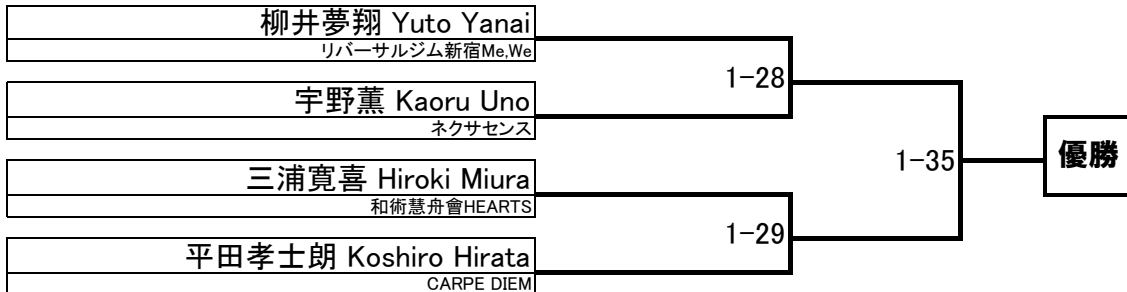 柳井夢翔 Yuto Yanai
リバーサルジム新宿Me,We
1-28
宇野薫 Kaoru Uno
ネクサセンス
1-35
優勝
三浦寛喜 Hiroki Miura
和術慧舟會HEARTS
1-29
平田孝士朗 Koshiro Hirata
CARPE DIEM